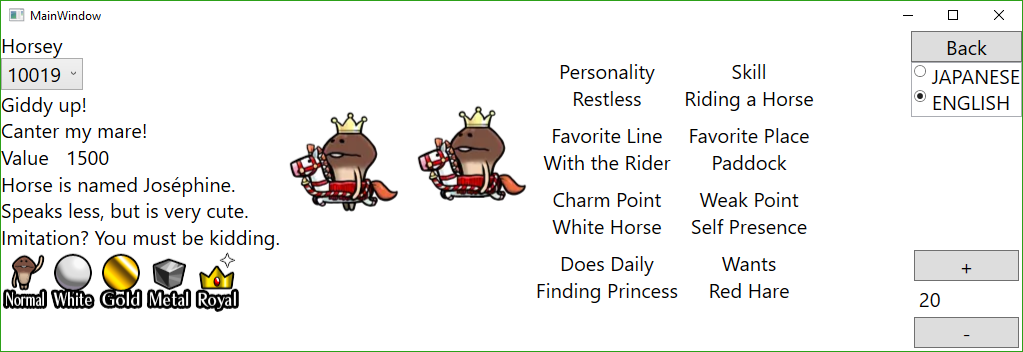 MainWindow
Horsey
10019
Giddy up!
Canter my mare!
Value 1500
Horse is named Joséphine.
Speaks less, but is very cute.
Imitation? You must be kidding.
Normal White Gold Metal Royal
Personality Skill
Restless Riding a Horse
Favorite Line Favorite Place
With the Rider Paddock
Charm Point Weak Point
White Horse Self Presence
Does Daily Wants
Finding Princess Red Hare
Back
JAPANESE
ENGLISH
+
20
-